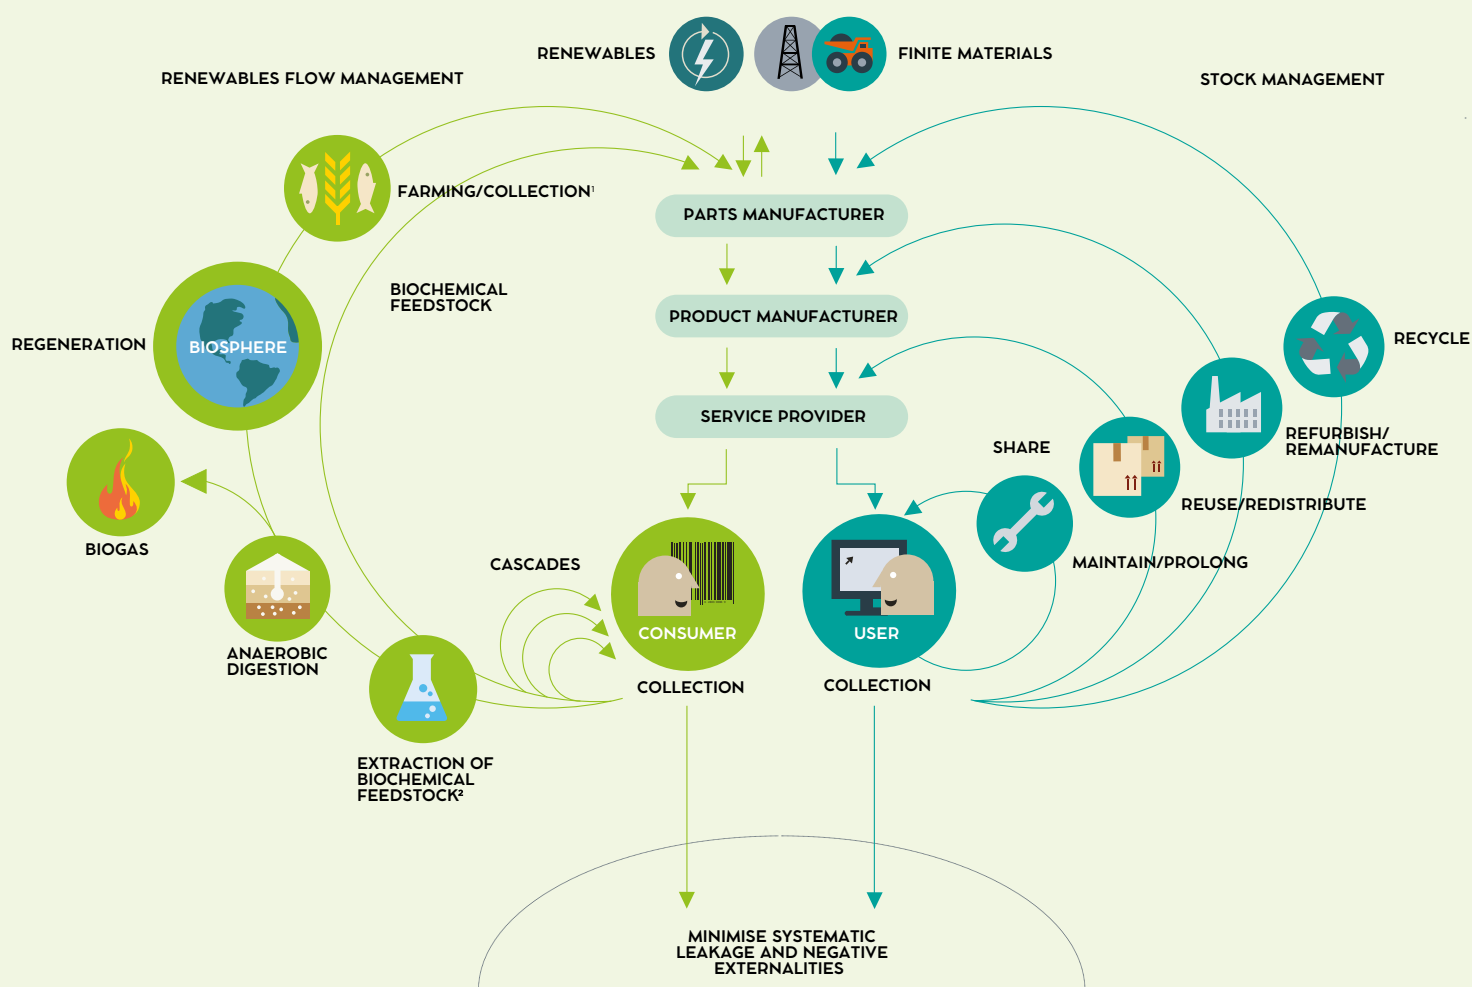 RENEWABLES
FINITE MATERIALS
RENEWABLES FLOW MANAGEMENT
STOCK MANAGEMENT
FARMING/COLLECTION¹
PARTS MANUFACTURER
BIOCHEMICAL
FEEDSTOCK
PRODUCT MANUFACTURER
REGENERATION
BIOSPHERE
RECYCLE
SERVICE PROVIDER
SHARE
REFURBISH/
REMANUFACTURE
REUSE/REDISTRIBUTE
BIOGAS
CASCADES
MAINTAIN/PROLONG
CONSUMER
USER
ANAEROBIC
DIGESTION
COLLECTION
COLLECTION
EXTRACTION OF
BIOCHEMICAL
FEEDSTOCK²
MINIMISE SYSTEMATIC
LEAKAGE AND NEGATIVE
EXTERNALITIES